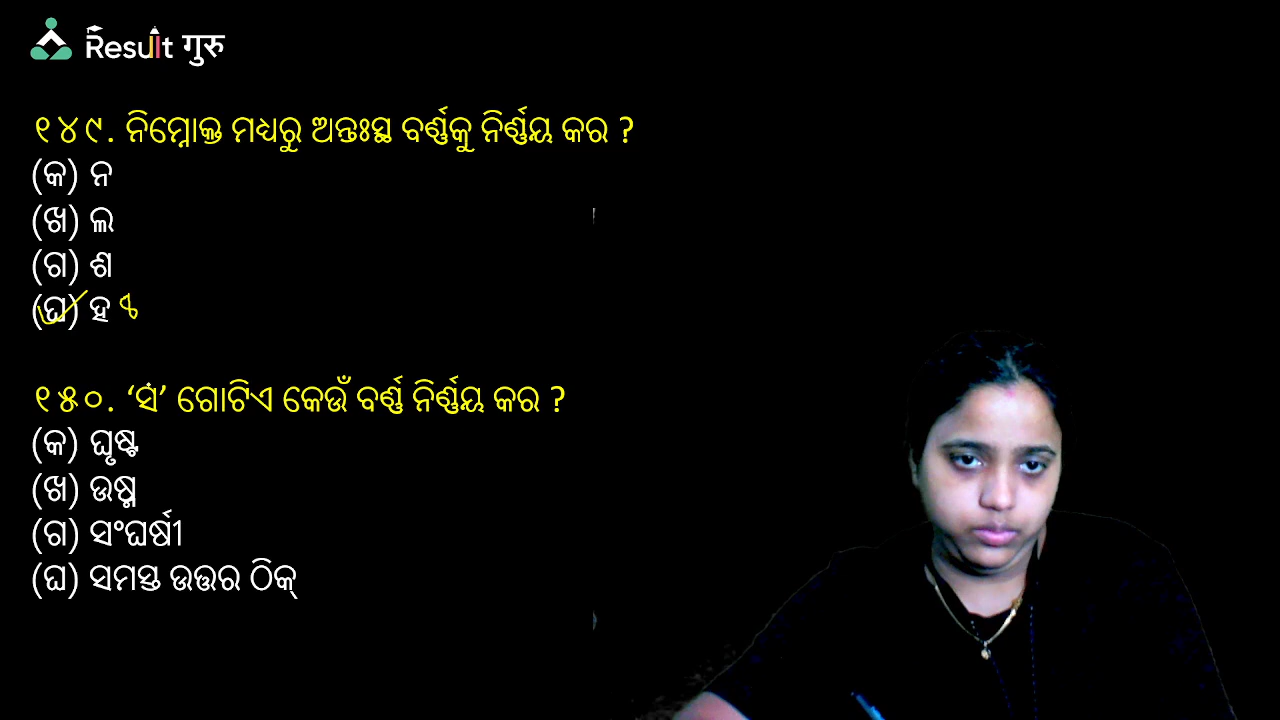 Result गुरु
୧୪୯. ନିମ୍ନୋକ୍ତ ମଧ୍ୟରୁ ଅନ୍ତଃସ୍ଥ ବର୍ଣ୍ଣକୁ ନିର୍ଣ୍ଣୟ କର ?
(କ) ନ
(ଖ) ଲ
(ଗ) ଶ
(ଘ) ହ
୧୫୦. ‘ସ’ ଗୋଟିଏ କେଉଁ ବର୍ଣ୍ଣ ନିର୍ଣ୍ଣୟ କର ?
(କ) ଘୃଷ୍ଟ
(ଖ) ଉଷ୍ମ
(ଗ) ସଂଘର୍ଷୀ
(ଘ) ସମସ୍ତ ଉତ୍ତର ଠିକ୍